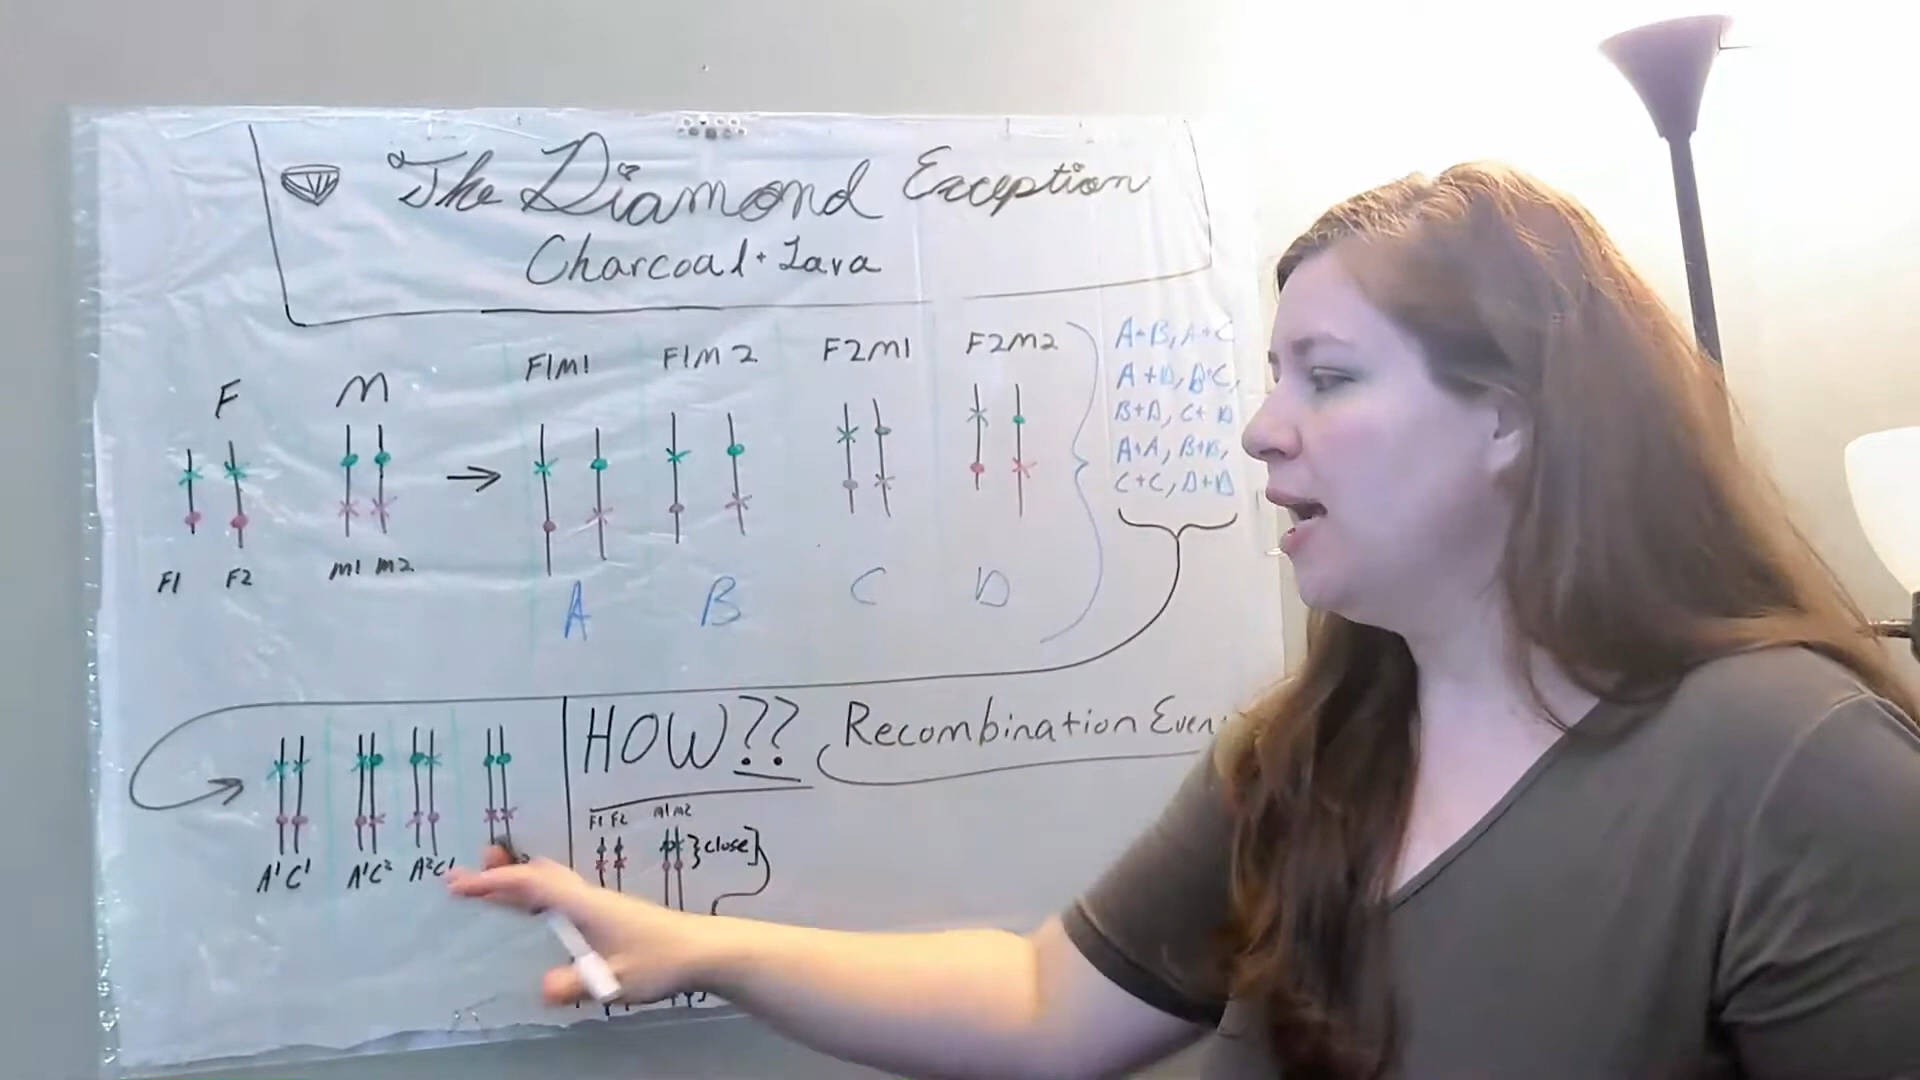 The Diamond Exception
Charcoal + Lava
F M
F1 F2 M1 M2
F1M1 F1M2 F2M1 F2M2
A B C D
A+B, A+C
A+D, B+C,
B+D, C+D
A+A, B+B,
C+C, D+D
A¹C¹ A¹C² A²C¹
HOW??
Recombination Even
F1 F2 M1 M2
close